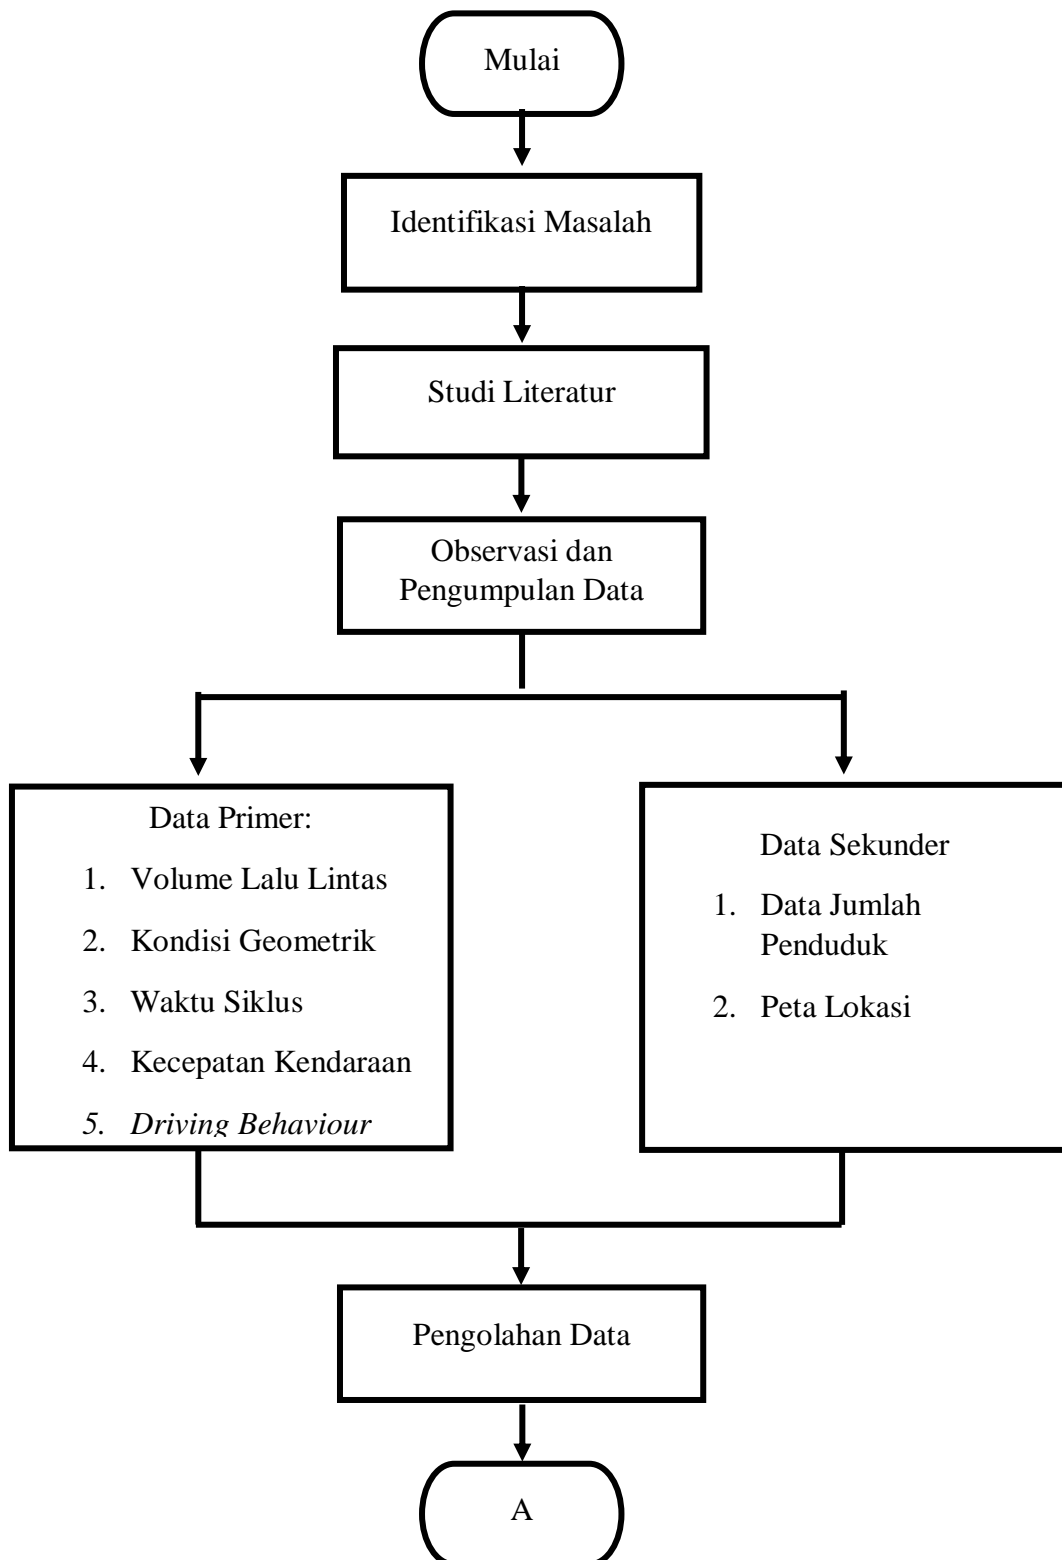 Mulai
Identifikasi Masalah
Studi Literatur
Observasi dan
Pengumpulan Data
Data Primer:
1. Volume Lalu Lintas
2. Kondisi Geometrik
3. Waktu Siklus
4. Kecepatan Kendaraan
5. Driving Behaviour
Data Sekunder
1. Data Jumlah
Penduduk
2. Peta Lokasi
Pengolahan Data
A